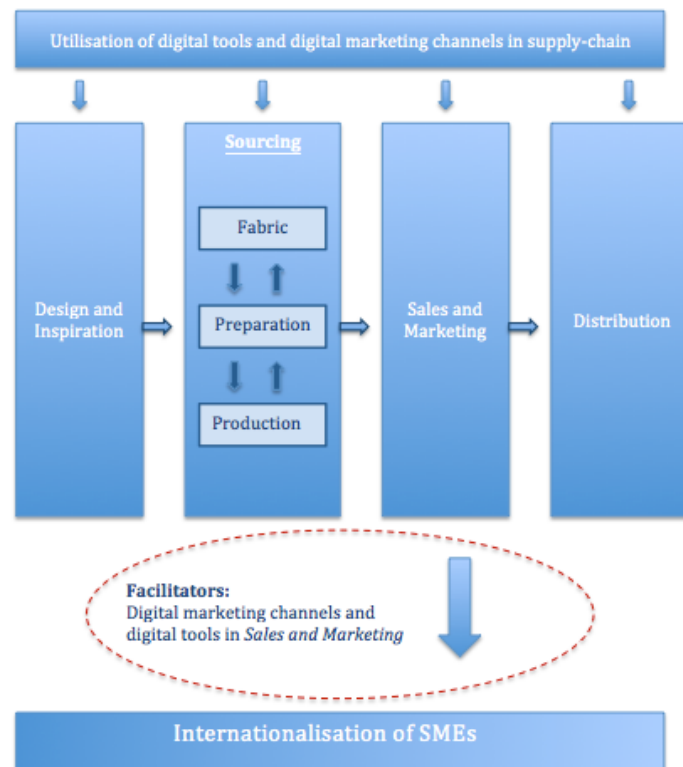 Utilisation of digital tools and digital marketing channels in supply-chain
Design and
Inspiration
Sourcing
Fabric
Preparation
Production
Sales and
Marketing
Distribution
Facilitators:
Digital marketing channels and
digital tools in Sales and Marketing
Internationalisation of SMEs